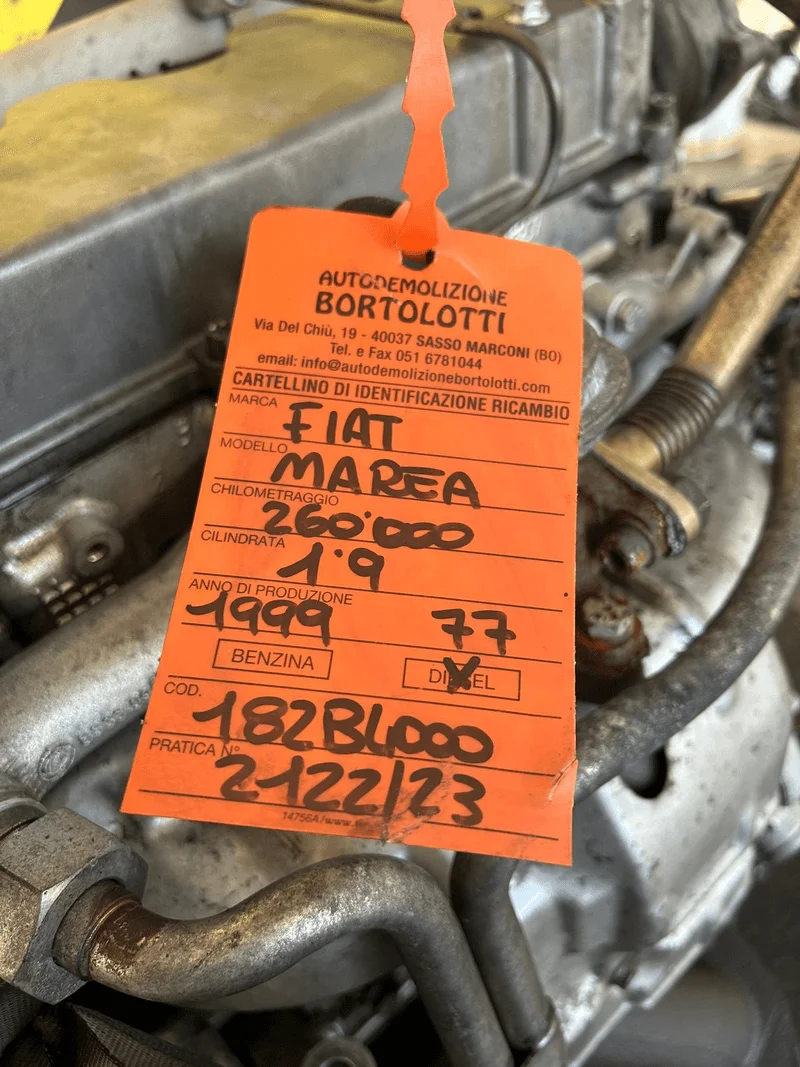 AUTODEMOLIZIONE
BORTOLOTTI
Via Del Chiù, 19 - 40037 SASSO MARCONI (BO)
Tel. e Fax 051 6781044
email: info@autodemolizionebortolotti.com
CARTELLINO DI IDENTIFICAZIONE RICAMBIO
MARCA FIAT
MODELLO MAREA
CHILOMETRAGGIO 260'000
CILINDRATA 1'9
ANNO DI PRODUZIONE
1999 77
BENZINA DIESEL
COD. 182B4000
PRATICA N° 2122/23
14756A/www.